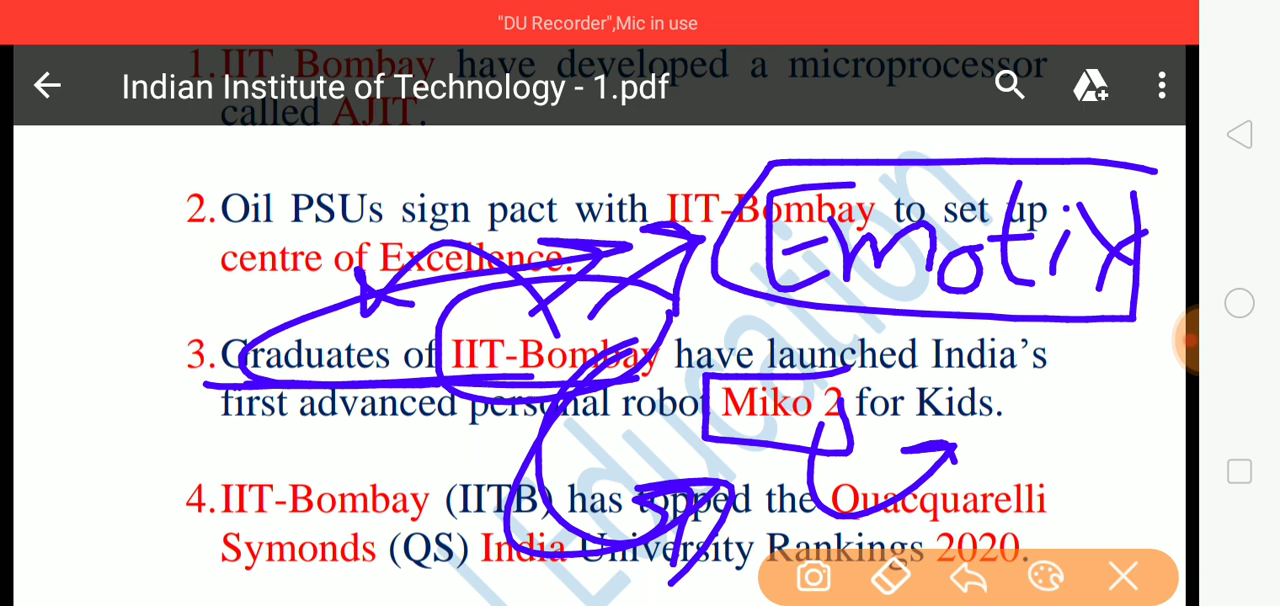 "DU Recorder",Mic in use
1. IIT Bombay have developed a microprocessor
Indian Institute of Technology - 1.pdf
called AJIT.
2. Oil PSUs sign pact with IIT-Bombay to set up
centre of Excellence.
Emotix
3. Graduates of IIT-Bombay have launched India's
first advanced personal robot Miko 2 for Kids.
4. IIT-Bombay (IITB) has topped the Quacquarelli
Symonds (QS) India University Rankings 2020.
Education